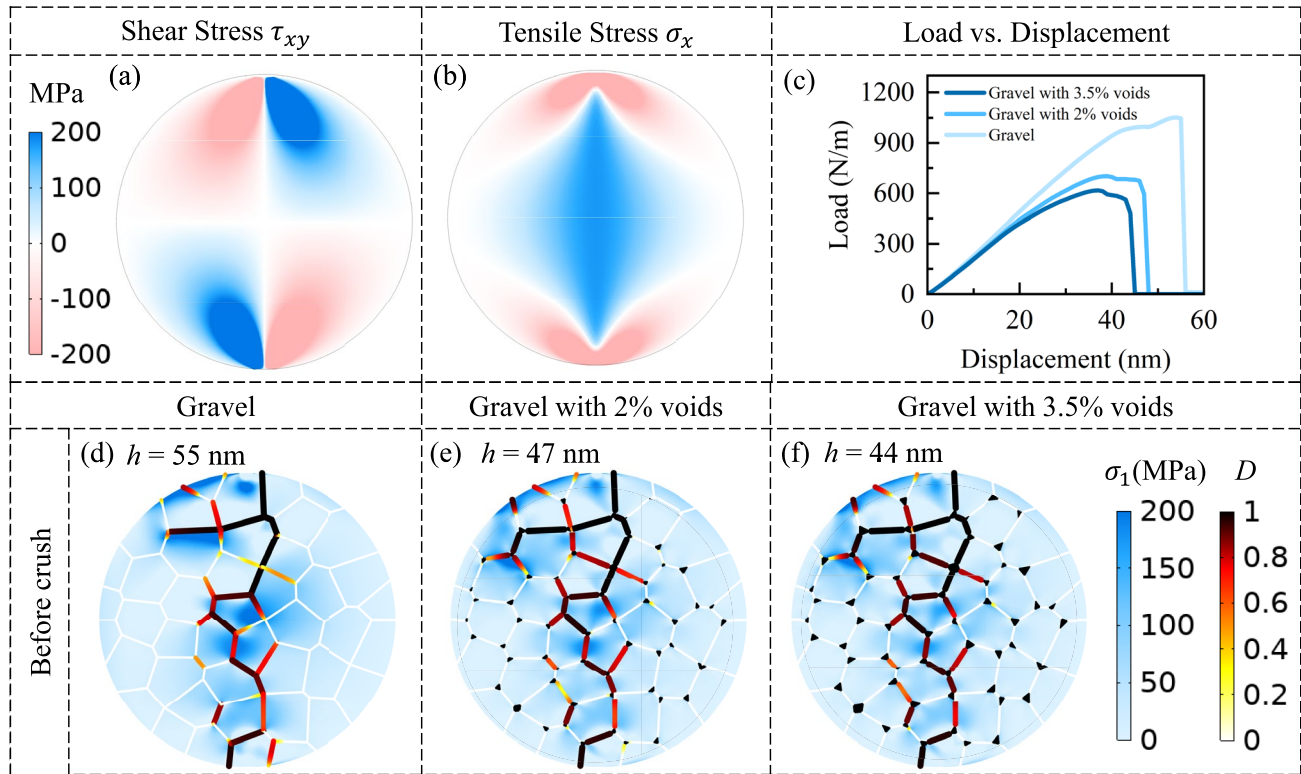 Shear Stress τxy
Tensile Stress σx
Load vs. Displacement
(a)
MPa
200
100
0
-100
-200
(b)
(c)
Gravel with 3.5% voids
Gravel with 2% voids
Gravel
Load (N/m)
1200
900
600
300
0
0 20 40 60
Displacement (nm)
Gravel
Gravel with 2% voids
Gravel with 3.5% voids
Before crush
(d) h = 55 nm
(e) h = 47 nm
(f) h = 44 nm
σ1(MPa) D
200 1
150 0.8
0.6
100
0.4
50
0.2
0 0